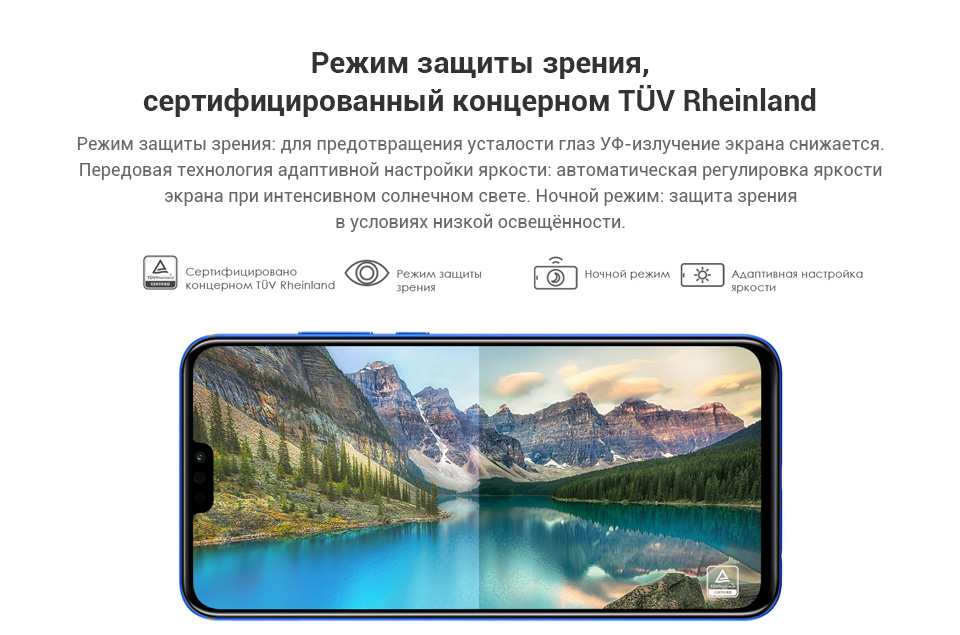 Режим защиты зрения,
сертифицированный концерном TÜV Rheinland
Режим защиты зрения: для предотвращения усталости глаз УФ-излучение экрана снижается.
Передовая технология адаптивной настройки яркости: автоматическая регулировка яркости
экрана при интенсивном солнечном свете. Ночной режим: защита зрения
в условиях низкой освещённости.
TÜVRheinland
CERTIFIED
Сертифицировано
концерном TÜV Rheinland
Режим защиты
зрения
Ночной режим
Адаптивная настройка
яркости
TÜVRheinland
CERTIFIED